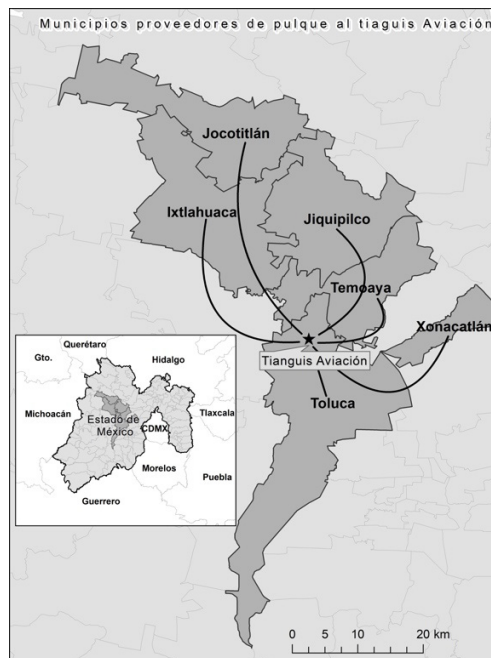 Municipios proveedores de pulque al tiaguis Aviación
Jocotitlán
Ixtlahuaca
Jiquipilco
Temoaya
Xonacatlán
Tianguis Aviación
Toluca
Querétaro
Gto.
Hidalgo
Michoacán
Tlaxcala
Estado de
México
CDMX
Morelos
Puebla
Guerrero
0 5 10 20 km